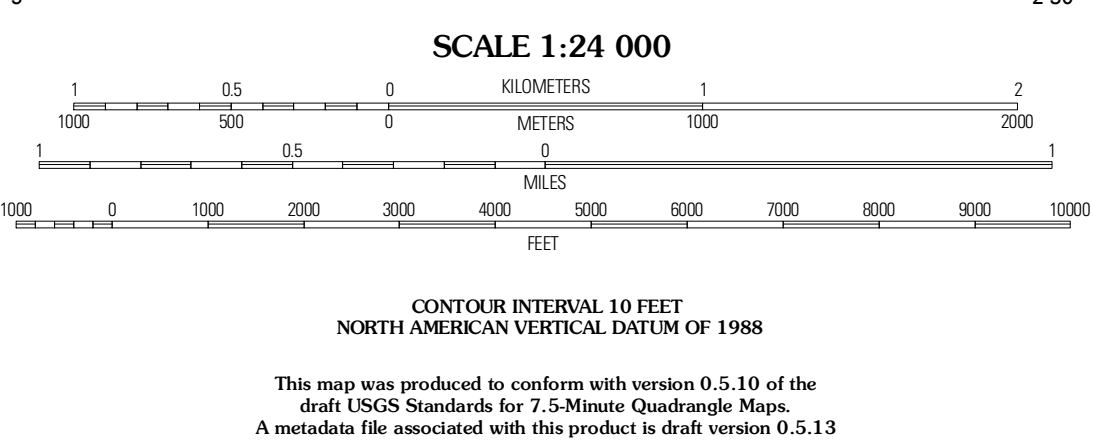 SCALE 1:24 000
1 0.5 0 KILOMETERS 1 2
1000 500 0 METERS 1000 2000
1 0.5 0 1
MILES
1000 0 1000 2000 3000 4000 5000 6000 7000 8000 9000 10000
FEET
CONTOUR INTERVAL 10 FEET
NORTH AMERICAN VERTICAL DATUM OF 1988
This map was produced to conform with version 0.5.10 of the
draft USGS Standards for 7.5-Minute Quadrangle Maps.
A metadata file associated with this product is draft version 0.5.13